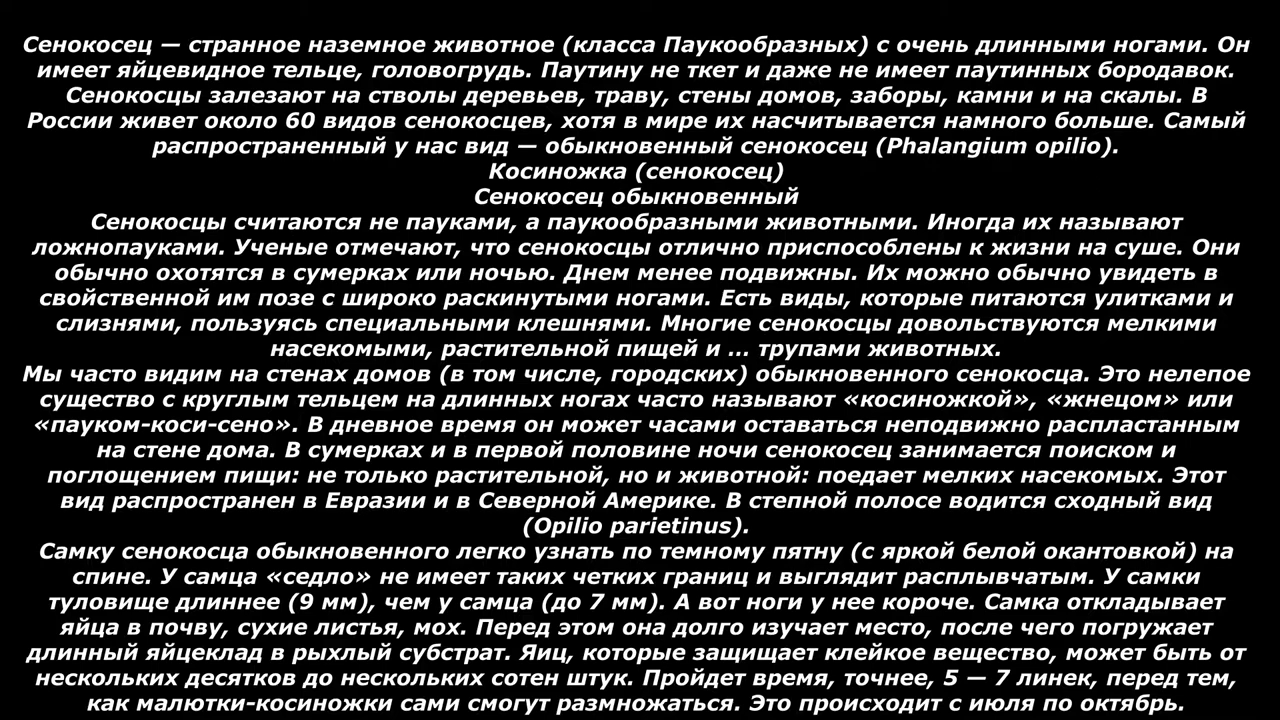 Сенокосец — странное наземное животное (класса Паукообразных) с очень длинными ногами. Он
имеет яйцевидное тельце, головогрудь. Паутину не ткет и даже не имеет паутинных бородавок.
Сенокосцы залезают на стволы деревьев, траву, стены домов, заборы, камни и на скалы. В
России живет около 60 видов сенокосцев, хотя в мире их насчитывается намного больше. Самый
распространенный у нас вид — обыкновенный сенокосец (Phalangium opilio).
Косиножка (сенокосец)
Сенокосец обыкновенный
Сенокосцы считаются не пауками, а паукообразными животными. Иногда их называют
ложнопауками. Ученые отмечают, что сенокосцы отлично приспособлены к жизни на суше. Они
обычно охотятся в сумерках или ночью. Днем менее подвижны. Их можно обычно увидеть в
свойственной им позе с широко раскинутыми ногами. Есть виды, которые питаются улитками и
слизнями, пользуясь специальными клешнями. Многие сенокосцы довольствуются мелкими
насекомыми, растительной пищей и ... трупами животных.
Мы часто видим на стенах домов (в том числе, городских) обыкновенного сенокосца. Это нелепое
существо с круглым тельцем на длинных ногах часто называют «косиножкой», «жнецом» или
«пауком-коси-сено». В дневное время он может часами оставаться неподвижно распластанным
на стене дома. В сумерках и в первой половине ночи сенокосец занимается поиском и
поглощением пищи: не только растительной, но и животной: поедает мелких насекомых. Этот
вид распространен в Евразии и в Северной Америке. В степной полосе водится сходный вид
(Opilio parietinus).
Самку сенокосца обыкновенного легко узнать по темному пятну (с яркой белой окантовкой) на
спине. У самца «седло» не имеет таких четких границ и выглядит расплывчатым. У самки
туловище длиннее (9 мм), чем у самца (до 7 мм). А вот ноги у нее короче. Самка откладывает
яйца в почву, сухие листья, мох. Перед этом она долго изучает место, после чего погружает
длинный яйцеклад в рыхлый субстрат. Яиц, которые защищает клейкое вещество, может быть от
нескольких десятков до нескольких сотен штук. Пройдет время, точнее, 5 — 7 линек, перед тем,
как малютки-косиножки сами смогут размножаться. Это происходит с июля по октябрь.